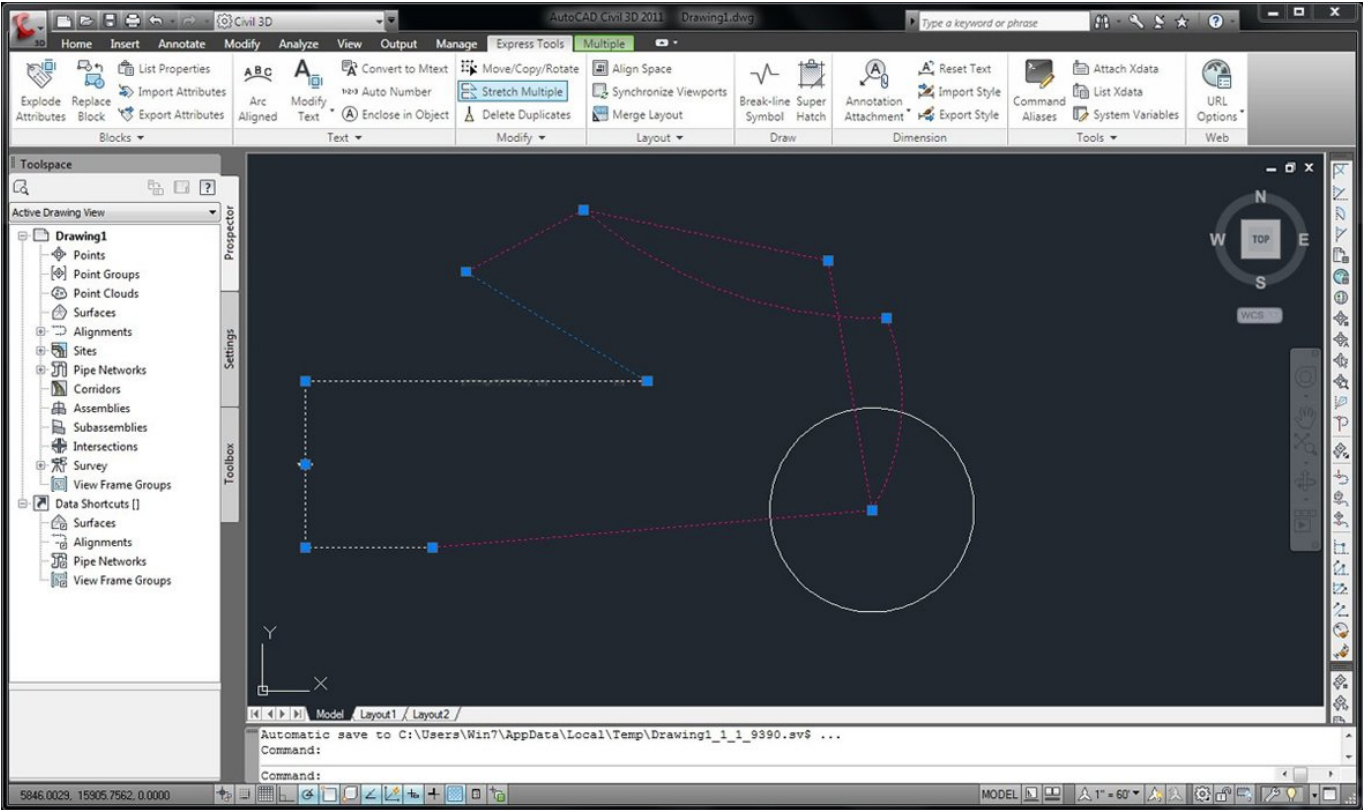 Civil 3D
AutoCAD Civil 3D 2011 Drawing1.dwg
Type a keyword or phrase
3D
Home Insert Annotate Modify Analyze View Output Manage Express Tools Multiple
Explode Attributes
Replace Block
List Properties
Import Attributes
Export Attributes
Blocks
ABC
Arc Aligned
Modify Text
Convert to Mtext
Auto Number
Enclose in Object
Text
Move/Copy/Rotate
Stretch Multiple
Delete Duplicates
Modify
Align Space
Synchronize Viewports
Merge Layout
Layout
Break-line Symbol
Super Hatch
Draw
Annotation Attachment
Reset Text
Import Style
Export Style
Dimension
Command Aliases
Attach Xdata
List Xdata
System Variables
Tools
URL Options
Web
Toolspace
Active Drawing View
Drawing1
Points
Point Groups
Point Clouds
Surfaces
Alignments
Sites
Pipe Networks
Corridors
Assemblies
Subassemblies
Intersections
Survey
View Frame Groups
Data Shortcuts []
Surfaces
Alignments
Pipe Networks
View Frame Groups
Prospector
Settings
Toolbox
N
W TOP E
S
WCS
Y
X
Model Layout1 Layout2
Automatic save to C:\Users\Win7\AppData\Local\Temp\Drawing1_1_1_9390.sv$ ...
Command:
Command:
5846.0029, 15905.7562, 0.0000
MODEL
1" = 60'